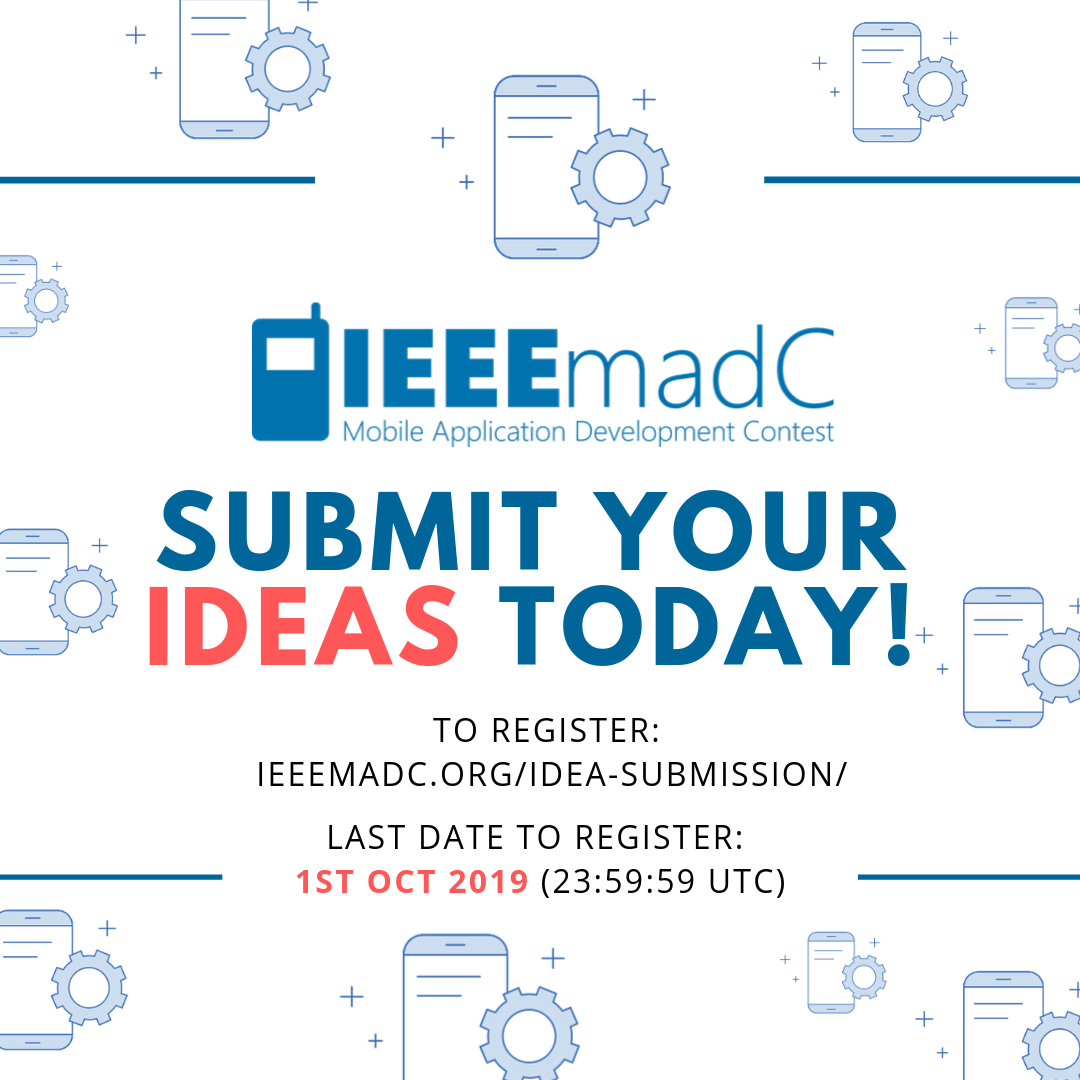 IEEEmadC
Mobile Application Development Contest
SUBMIT YOUR
IDEAS TODAY!
TO REGISTER:
IEEEMADC.ORG/IDEA-SUBMISSION/
LAST DATE TO REGISTER:
1ST OCT 2019 (23:59:59 UTC)